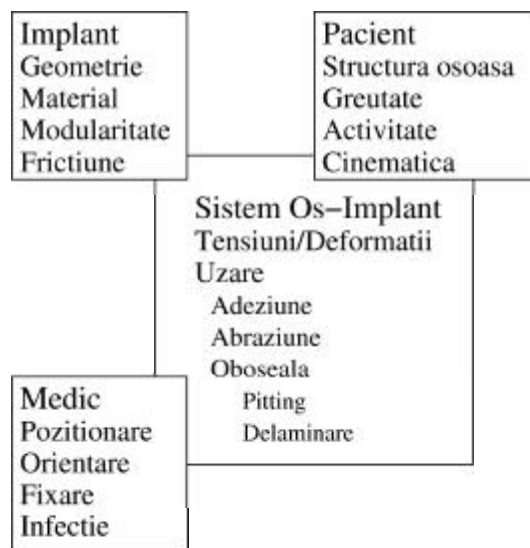 Implant
Geometrie
Material
Modularitate
Frictiune
Pacient
Structura osoasa
Greutate
Activitate
Cinematica
Sistem Os–Implant
Tensiuni/Deformatii
Uzare
Adeziune
Abraziune
Oboseala
Pitting
Delaminare
Medic
Pozitionare
Orientare
Fixare
Infectie